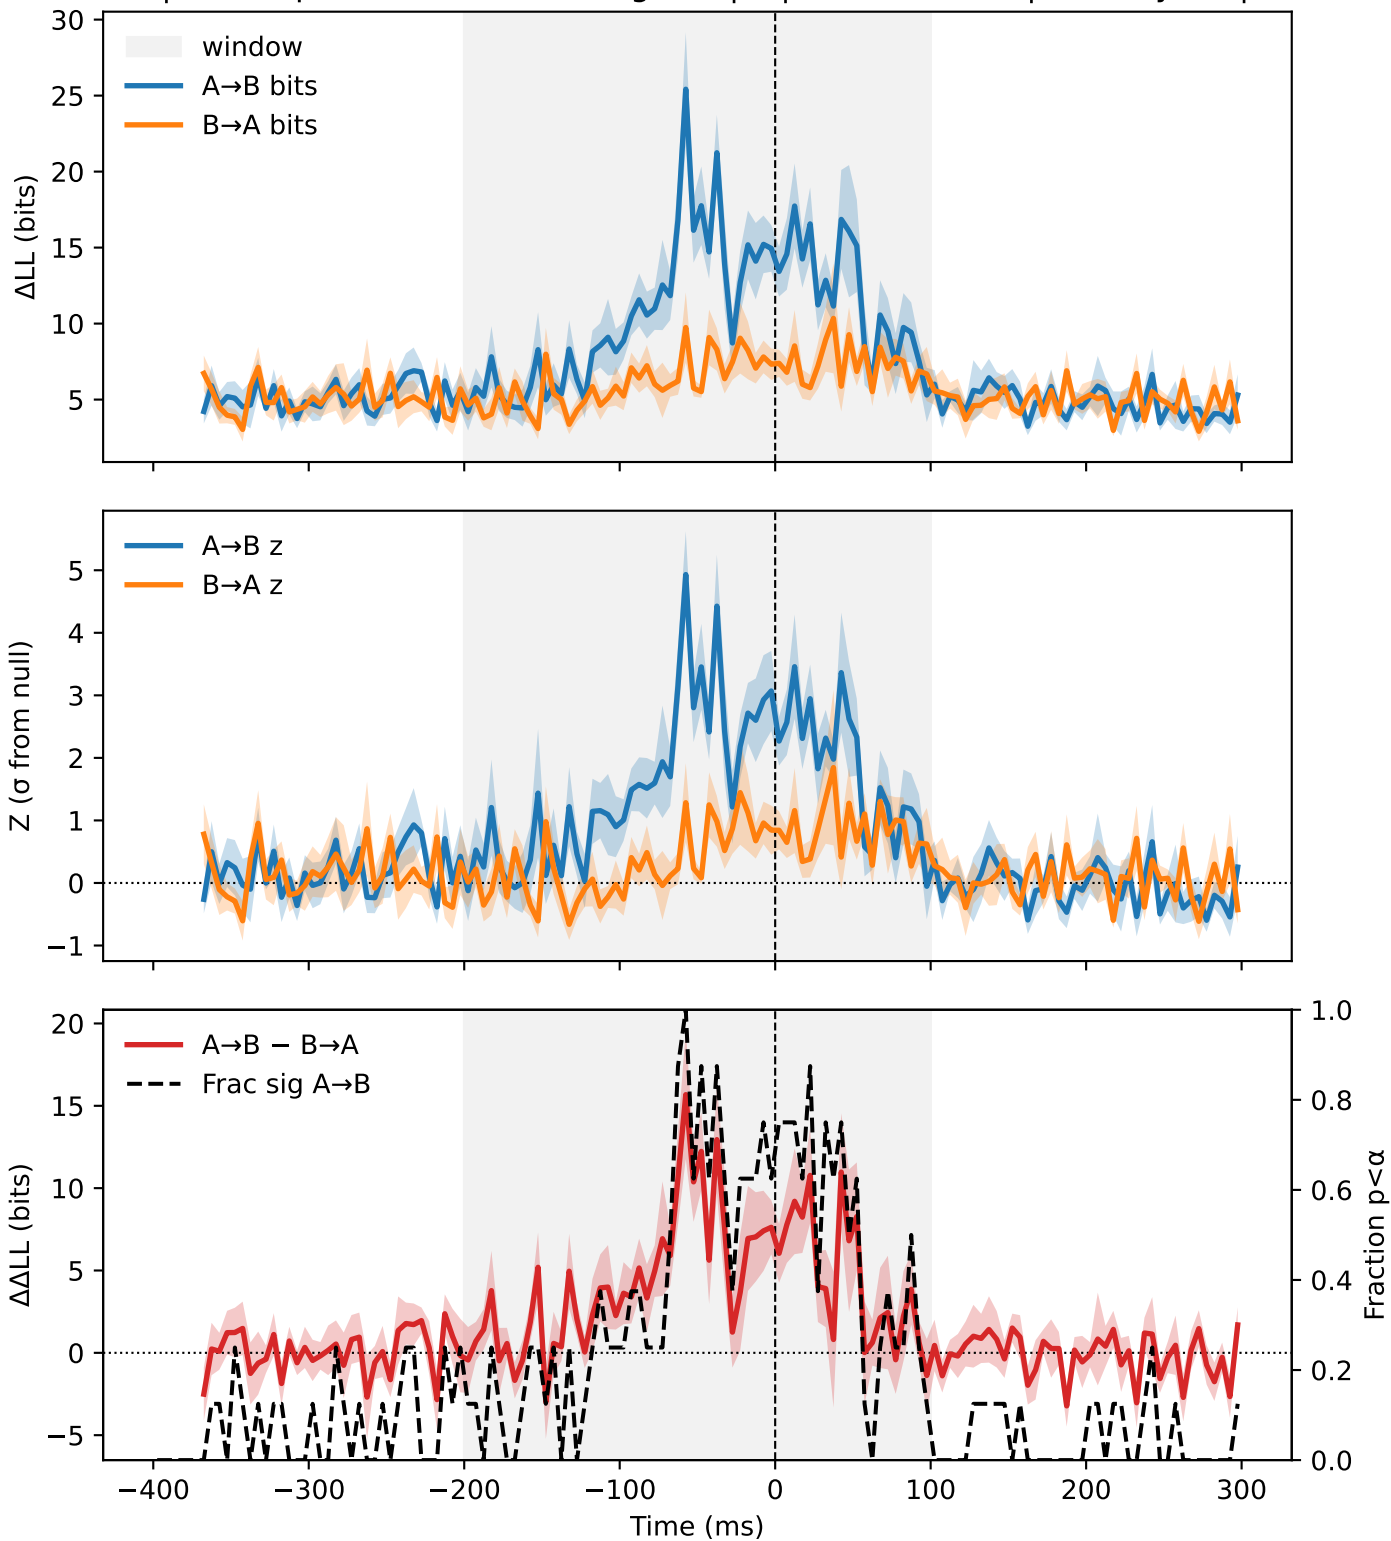 30
25
20
15
10
5
ΔLL (bits)
window
A→B bits
B→A bits
5
4
3
2
1
0
−1
Z (σ from null)
A→B z
B→A z
20
15
10
5
0
−5
ΔΔLL (bits)
A→B − B→A
Frac sig A→B
1.0
0.8
0.6
0.4
0.2
0.0
Fraction p<α
−400 −300 −200 −100 0 100 200 300
Time (ms)